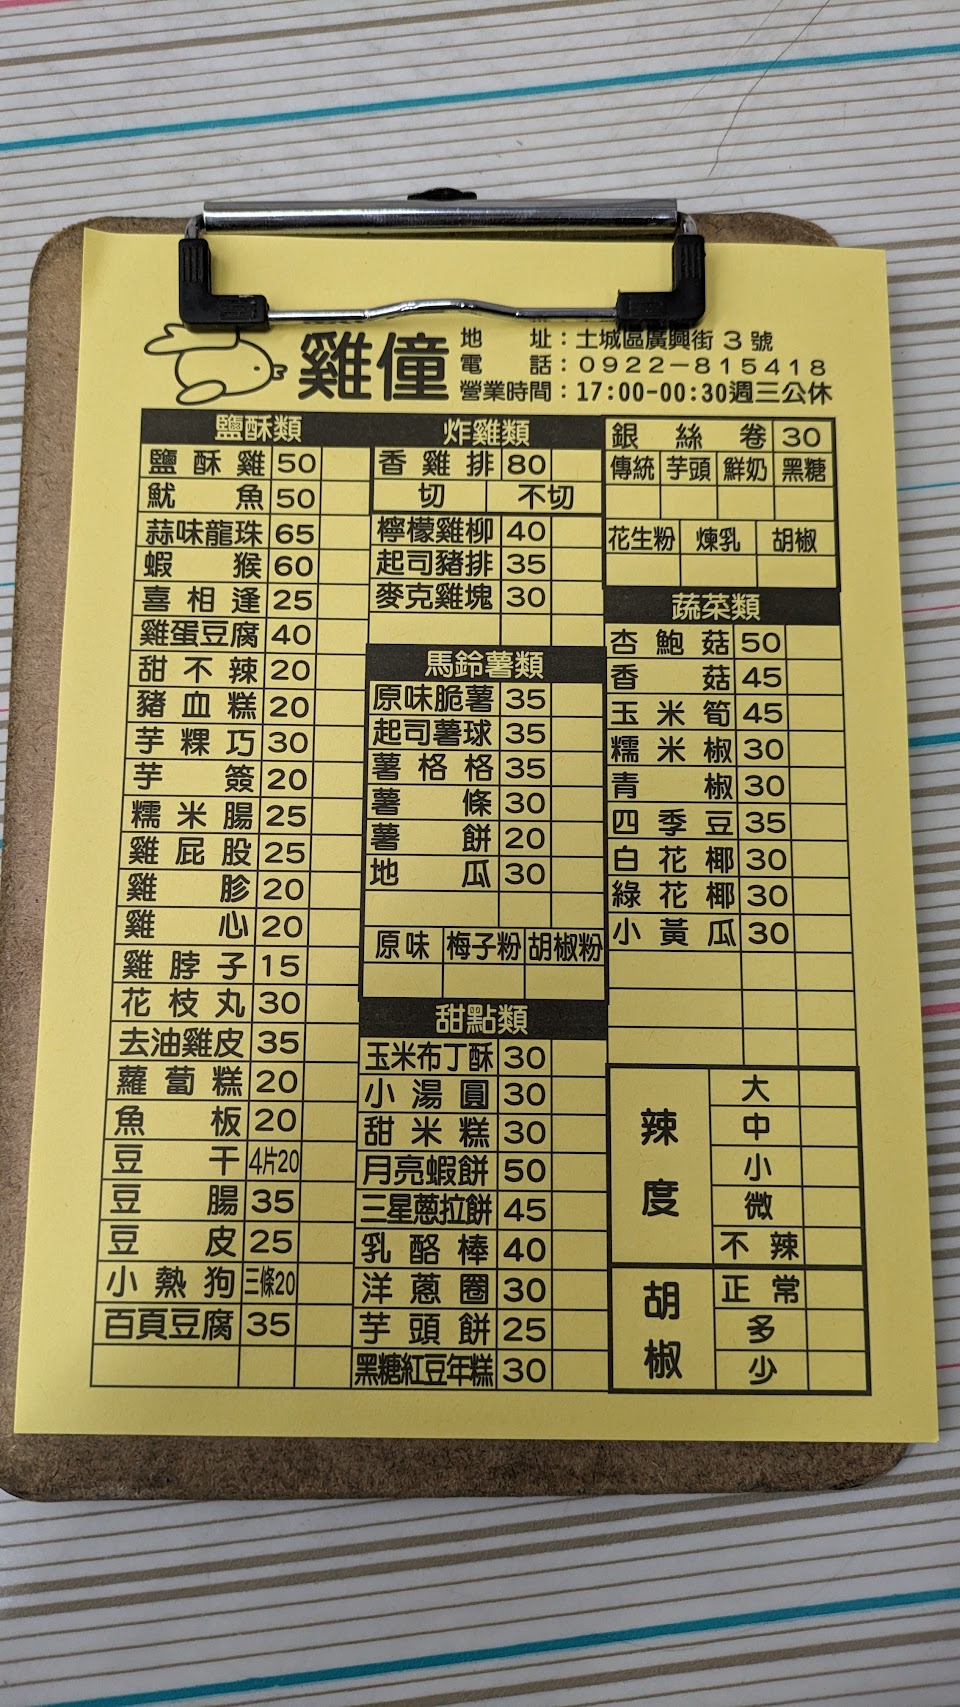 雞僮
地 址：土城區廣興街 3 號
電 話：0922-815418
營業時間：17:00-00:30週三公休
鹽酥類
鹽酥雞 50
魷魚 50
蒜味龍珠 65
蝦猴 60
喜相逢 25
雞蛋豆腐 40
甜不辣 20
豬血糕 20
芋粿巧 30
芋簽 20
糯米腸 25
雞屁股 25
雞胗 20
雞心 20
雞脖子 15
花枝丸 30
去油雞皮 35
蘿蔔糕 20
魚板 20
豆干 4片20
豆腸 35
豆皮 25
小熱狗 三條20
百頁豆腐 35
炸雞類
香雞排 80
切 不切
檸檬雞柳 40
起司豬排 35
麥克雞塊 30
馬鈴薯類
原味脆薯 35
起司薯球 35
薯格格 35
薯條 30
薯餅 20
地瓜 30
原味 梅子粉 胡椒粉
甜點類
玉米布丁酥 30
小湯圓 30
甜米糕 30
月亮蝦餅 50
三星蔥拉餅 45
乳酪棒 40
洋蔥圈 30
芋頭餅 25
黑糖紅豆年糕 30
銀絲卷 30
傳統 芋頭 鮮奶 黑糖
花生粉 煉乳 胡椒
蔬菜類
杏鮑菇 50
香菇 45
玉米筍 45
糯米椒 30
青椒 30
四季豆 35
白花椰 30
綠花椰 30
小黃瓜 30
辣度
大
中
小
微
不辣
胡椒
正常
多
少